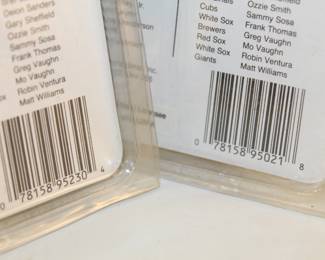 Deion Sanders
Gary Sheffield
Ozzie Smith
Sammy Sosa
Frank Thomas
Greg Vaughn
Mo Vaughn
Robin Ventura
Matt Williams
0 78158 95230 4
Jr.
Cubs
White Sox
Brewers
Red Sox
White Sox
Giants
Ozzie Smith
Sammy Sosa
Frank Thomas
Greg Vaughn
Mo Vaughn
Robin Ventura
Matt Williams
0 78158 95021 8